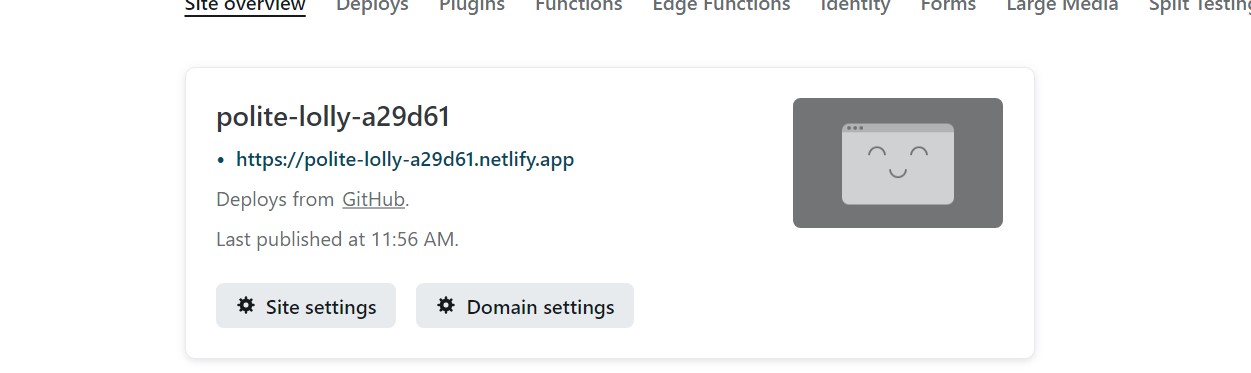 Site overview Deploys Plugins Functions Edge Functions Identity Forms Large Media Split Testing
polite-lolly-a29d61
• https://polite-lolly-a29d61.netlify.app
Deploys from GitHub.
Last published at 11:56 AM.
Site settings Domain settings